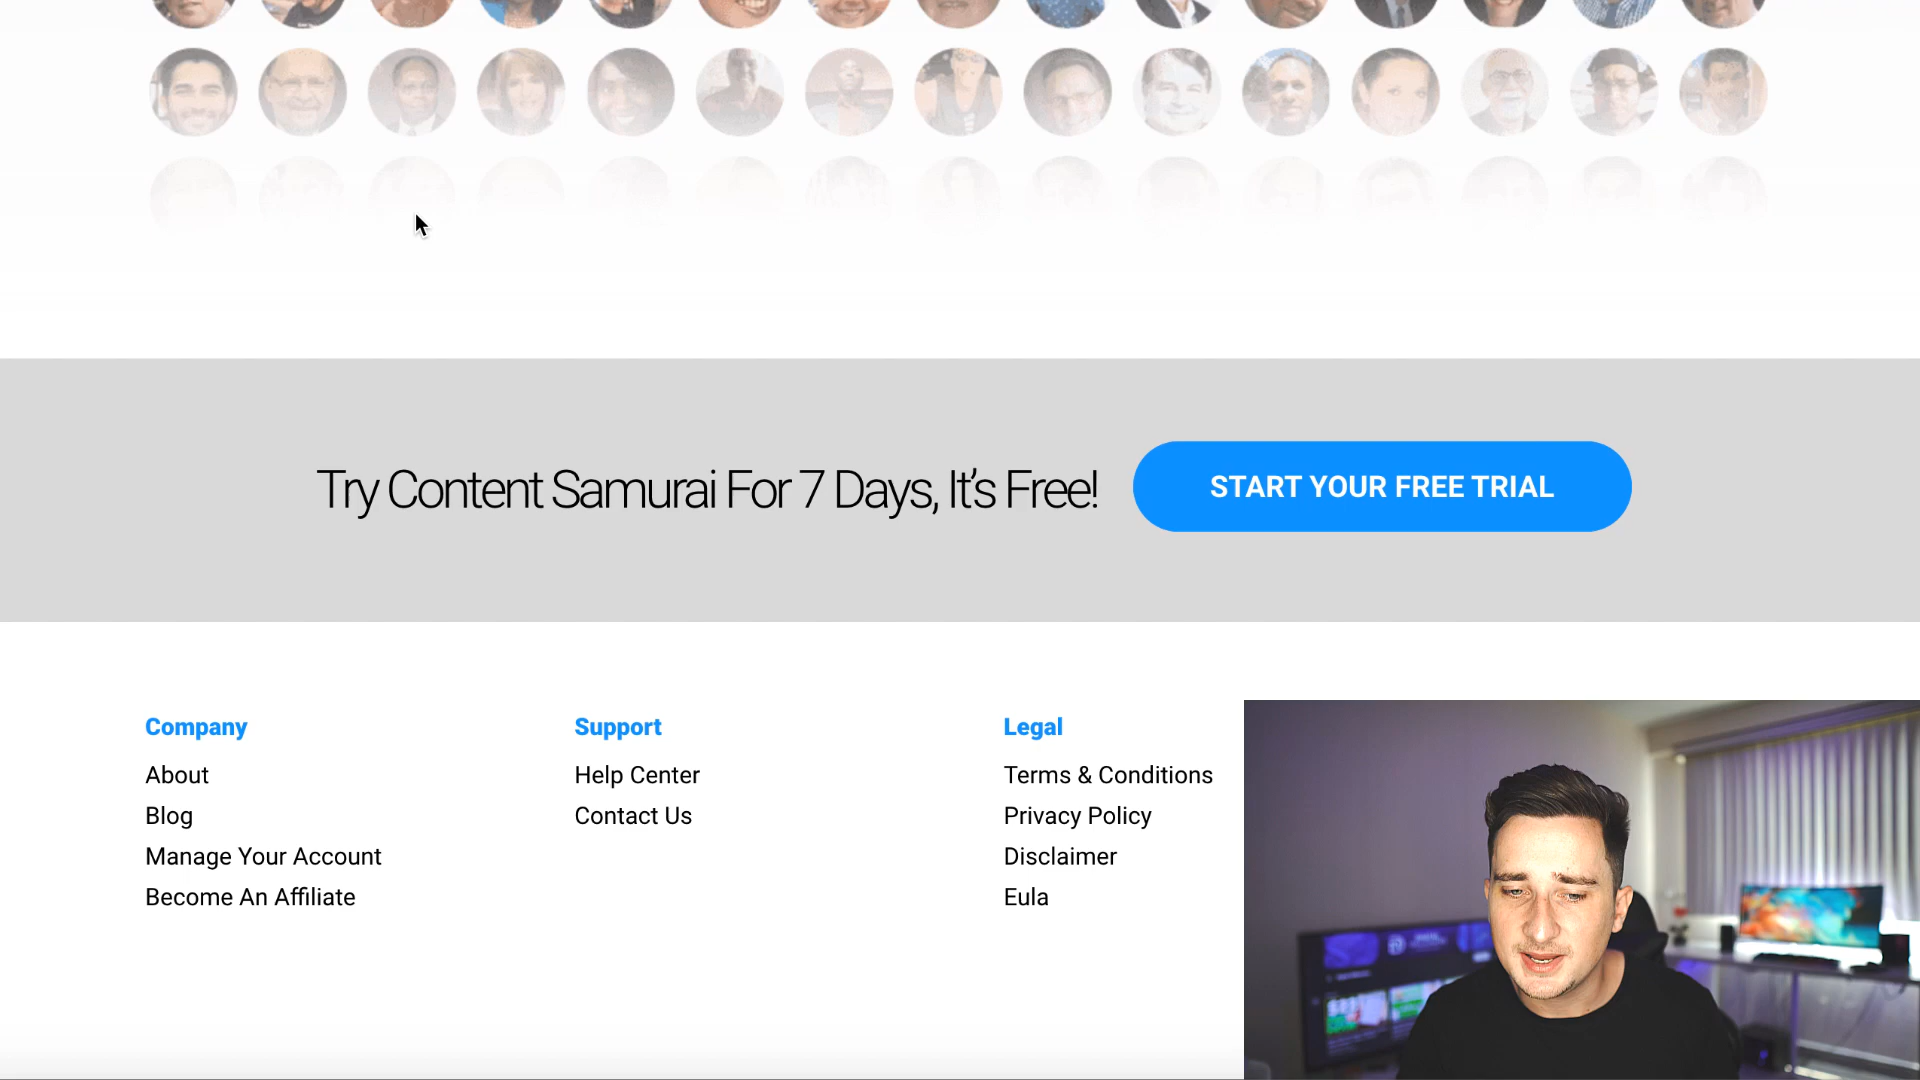 Try Content Samurai For 7 Days, It's Free!
START YOUR FREE TRIAL
Company
About
Blog
Manage Your Account
Become An Affiliate
Support
Help Center
Contact Us
Legal
Terms & Conditions
Privacy Policy
Disclaimer
Eula